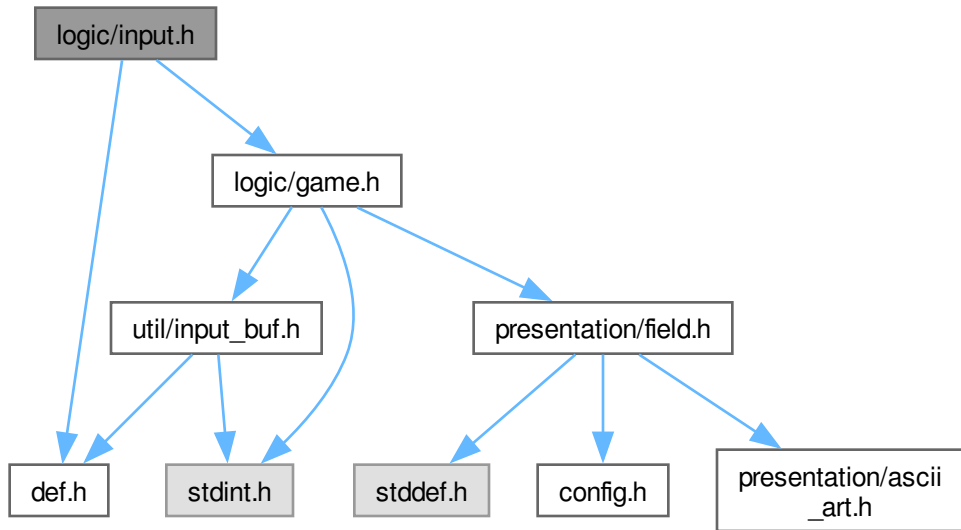 logic/input.h
logic/game.h
util/input_buf.h
presentation/field.h
def.h
stdint.h
stddef.h
config.h
presentation/ascii
_art.h